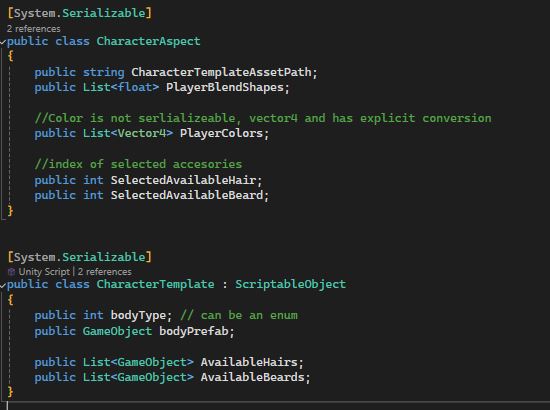 [System.Serializable]
2 references
public class CharacterAspect
{
public string CharacterTemplateAssetPath;
public List<float> PlayerBlendShapes;
//Color is not serlializeable, vector4 and has explicit conversion
public List<Vector4> PlayerColors;
//index of selected accesories
public int SelectedAvailableHair;
public int SelectedAvailableBeard;
}
[System.Serializable]
Unity Script | 2 references
public class CharacterTemplate : ScriptableObject
{
public int bodyType; // can be an enum
public GameObject bodyPrefab;
public List<GameObject> AvailableHairs;
public List<GameObject> AvailableBeards;
}